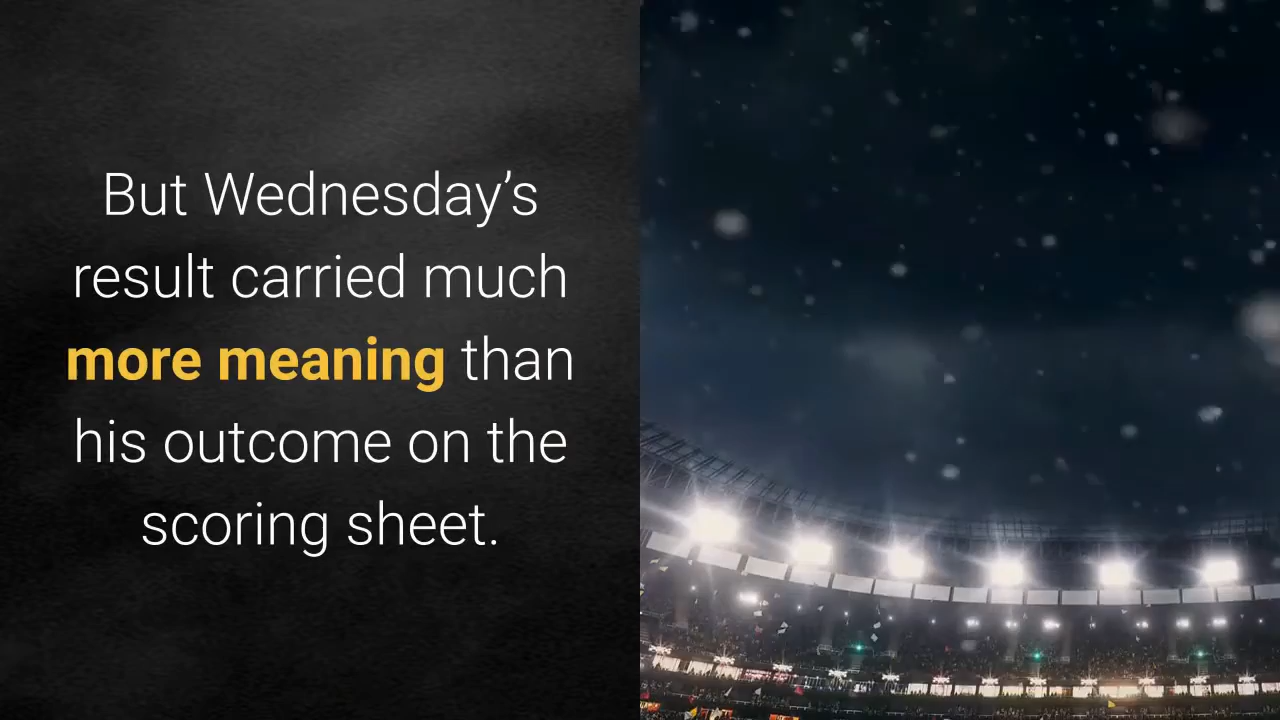 But Wednesday’s
result carried much
more meaning than
his outcome on the
scoring sheet.